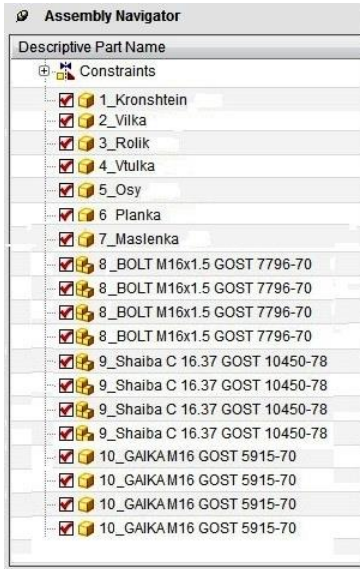 Assembly Navigator
Descriptive Part Name
Constraints
1_Kronshtein
2_Vilka
3_Rolik
4_Vtulka
5_Osy
6 Planka
7_Maslenka
8_BOLT M16x1.5 GOST 7796-70
8_BOLT M16x1.5 GOST 7796-70
8_BOLT M16x1.5 GOST 7796-70
8_BOLT M16x1.5 GOST 7796-70
9_Shaiba C 16.37 GOST 10450-78
9_Shaiba C 16.37 GOST 10450-78
9_Shaiba C 16.37 GOST 10450-78
9_Shaiba C 16.37 GOST 10450-78
10_GAIKA M16 GOST 5915-70
10_GAIKA M16 GOST 5915-70
10_GAIKA M16 GOST 5915-70
10_GAIKA M16 GOST 5915-70